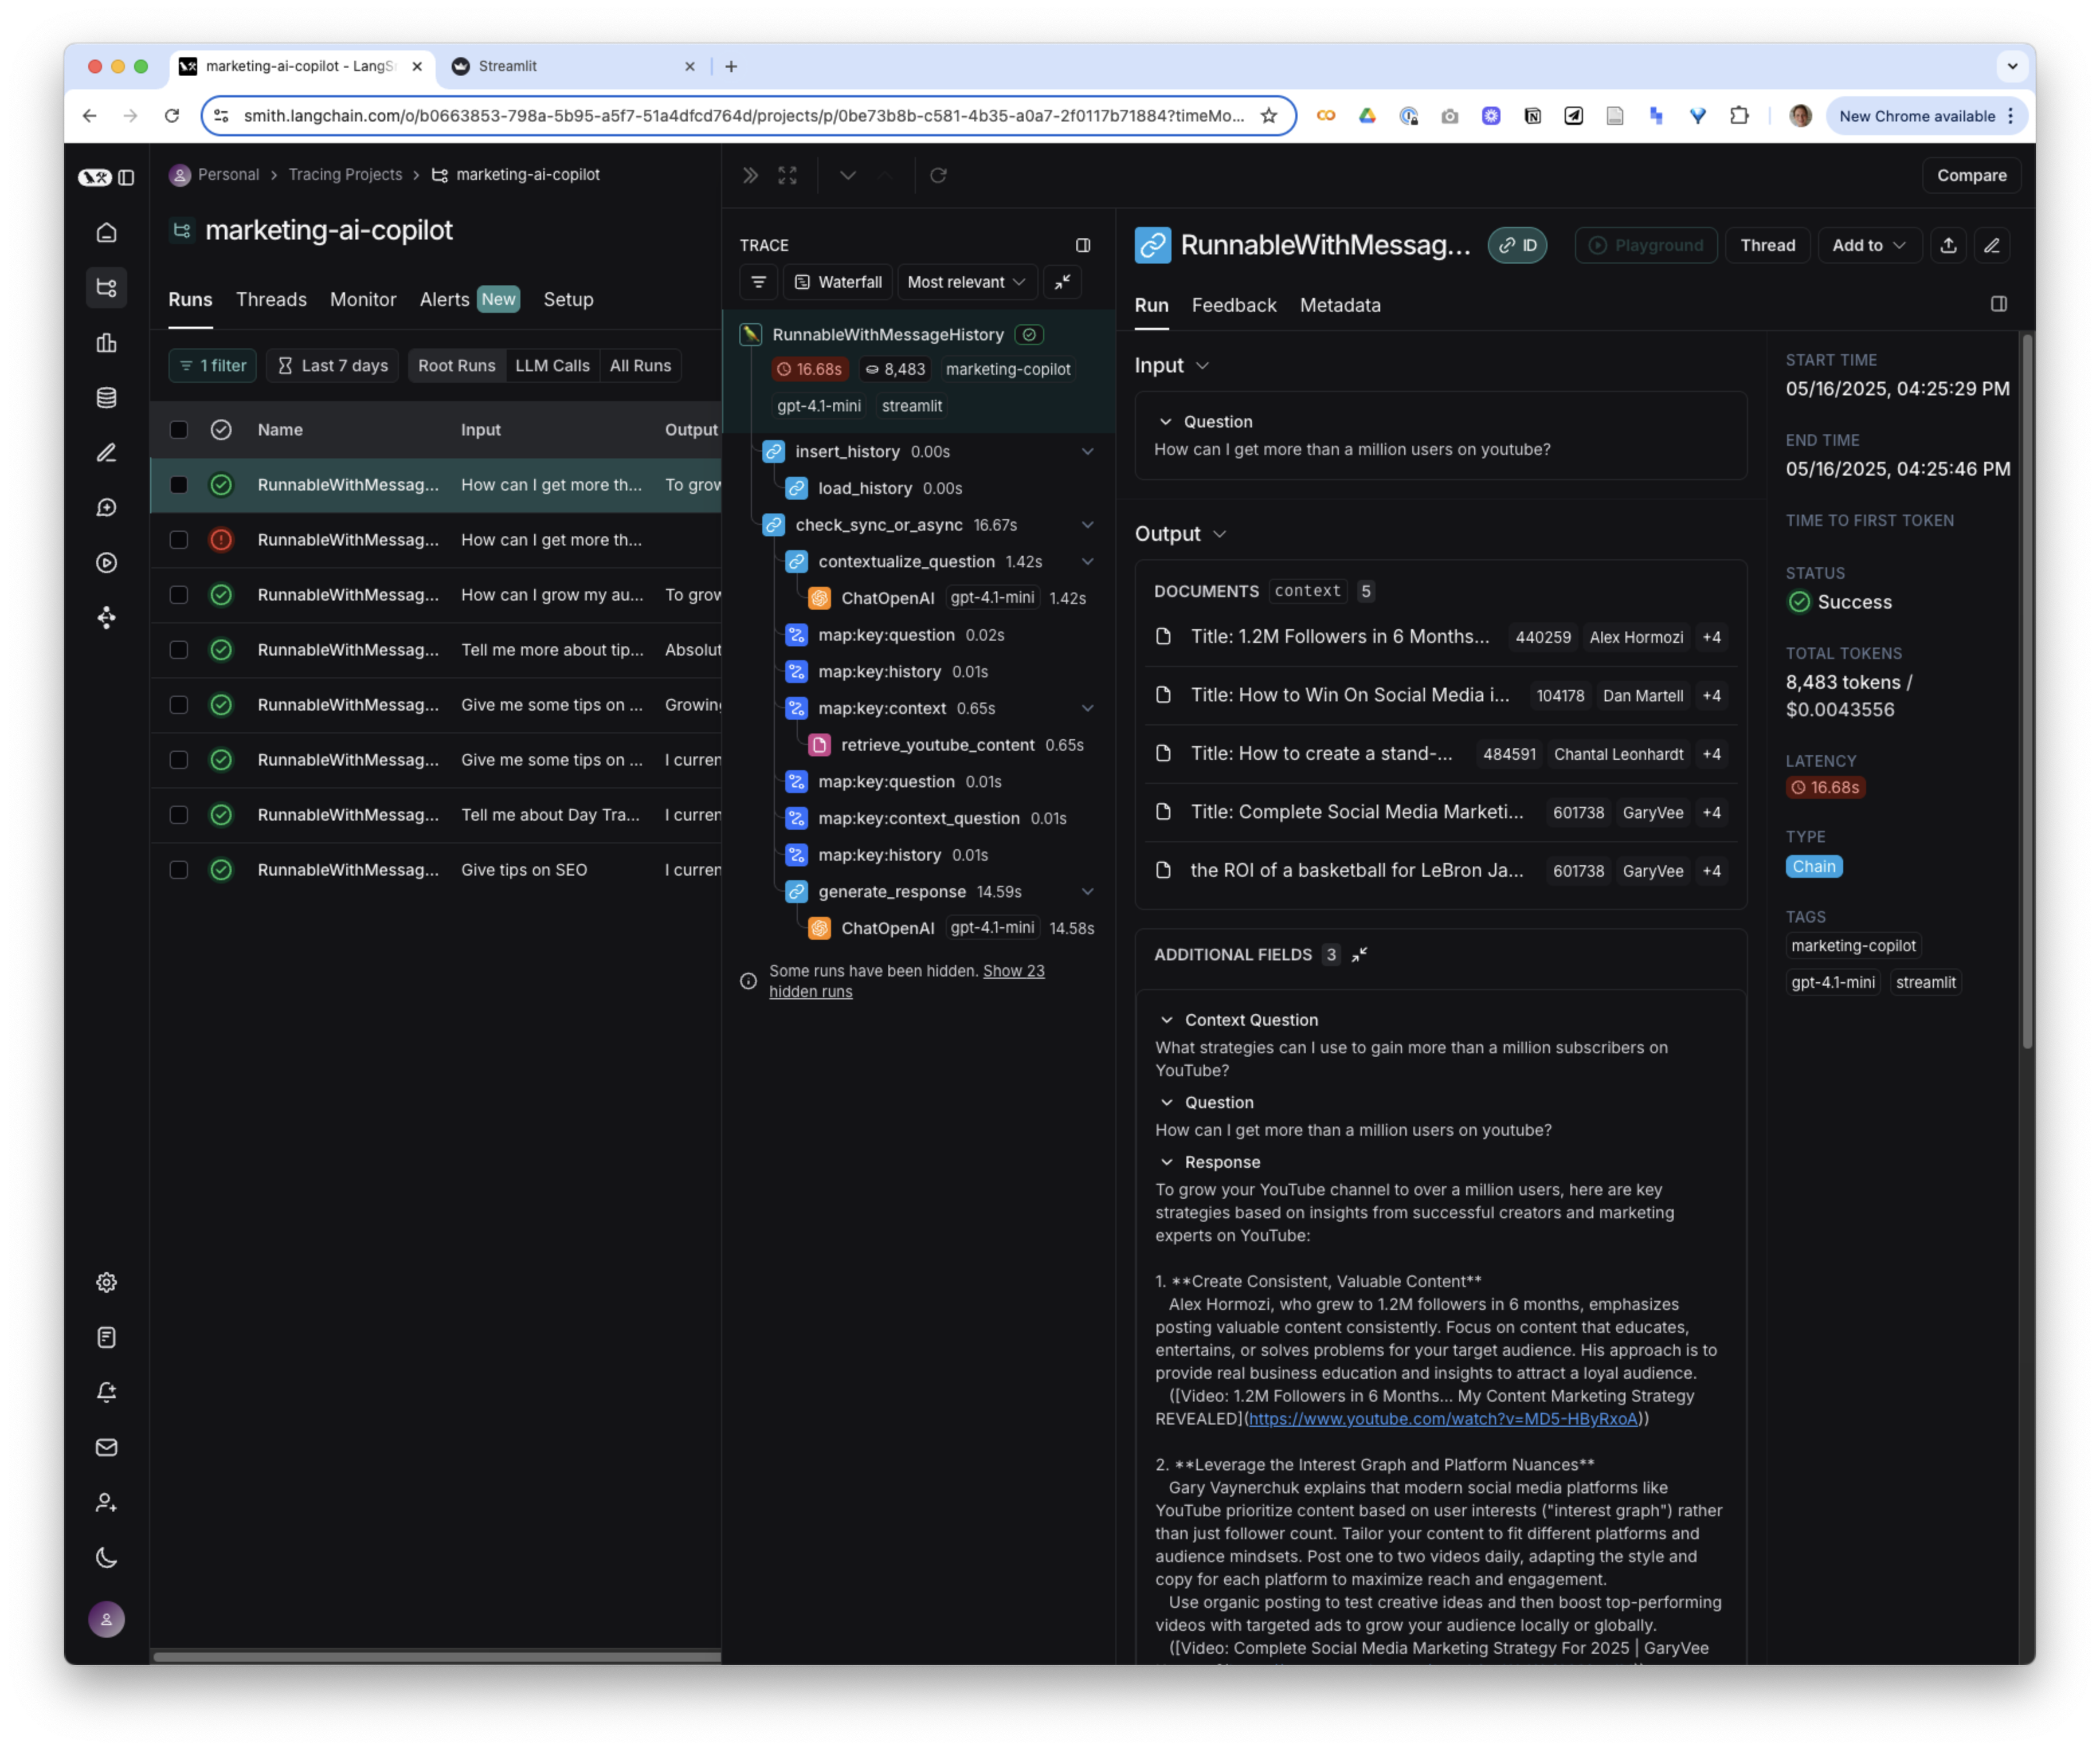 marketing-ai-copilot - LangS
Streamlit
smith.langchain.com/o/b0663853-798a-5b95-a5f7-51a4dfcd764d/projects/p/0be73b8b-c581-4b35-a0a7-2f0117b71884?timeMo...
New Chrome available
Personal > Tracing Projects > marketing-ai-copilot
marketing-ai-copilot
Runs Threads Monitor Alerts New Setup
1 filter Last 7 days Root Runs LLM Calls All Runs
Name Input Output
RunnableWithMessag... How can I get more th... To grow
RunnableWithMessag... How can I get more th...
RunnableWithMessag... How can I grow my au... To grow
RunnableWithMessag... Tell me more about tip... Absolut
RunnableWithMessag... Give me some tips on ... Growing
RunnableWithMessag... Give me some tips on ... I curren
RunnableWithMessag... Tell me about Day Tra... I curren
RunnableWithMessag... Give tips on SEO I curren
TRACE
Waterfall Most relevant
RunnableWithMessageHistory
16.68s 8,483 marketing-copilot
gpt-4.1-mini streamlit
insert_history 0.00s
load_history 0.00s
check_sync_or_async 16.67s
contextualize_question 1.42s
ChatOpenAI gpt-4.1-mini 1.42s
map:key:question 0.02s
map:key:history 0.01s
map:key:context 0.65s
retrieve_youtube_content 0.65s
map:key:question 0.01s
map:key:context_question 0.01s
map:key:history 0.01s
generate_response 14.59s
ChatOpenAI gpt-4.1-mini 14.58s
Some runs have been hidden. Show 23
hidden runs
Compare
RunnableWithMessag... ID Playground Thread Add to
Run Feedback Metadata
Input
Question
How can I get more than a million users on youtube?
Output
DOCUMENTS context 5
Title: 1.2M Followers in 6 Months... 440259 Alex Hormozi +4
Title: How to Win On Social Media i... 104178 Dan Martell +4
Title: How to create a stand-... 484591 Chantal Leonhardt +4
Title: Complete Social Media Marketi... 601738 GaryVee +4
the ROI of a basketball for LeBron Ja... 601738 GaryVee +4
ADDITIONAL FIELDS 3
Context Question
What strategies can I use to gain more than a million subscribers on
YouTube?
Question
How can I get more than a million users on youtube?
Response
To grow your YouTube channel to over a million users, here are key
strategies based on insights from successful creators and marketing
experts on YouTube:
1. **Create Consistent, Valuable Content**
Alex Hormozi, who grew to 1.2M followers in 6 months, emphasizes
posting valuable content consistently. Focus on content that educates,
entertains, or solves problems for your target audience. His approach is to
provide real business education and insights to attract a loyal audience.
([Video: 1.2M Followers in 6 Months... My Content Marketing Strategy
REVEALED](https://www.youtube.com/watch?v=MD5-HByRxoA))
2. **Leverage the Interest Graph and Platform Nuances**
Gary Vaynerchuk explains that modern social media platforms like
YouTube prioritize content based on user interests ("interest graph") rather
than just follower count. Tailor your content to fit different platforms and
audience mindsets. Post one to two videos daily, adapting the style and
copy for each platform to maximize reach and engagement.
Use organic posting to test creative ideas and then boost top-performing
videos with targeted ads to grow your audience locally or globally.
([Video: Complete Social Media Marketing Strategy For 2025 | GaryVee
START TIME
05/16/2025, 04:25:29 PM
END TIME
05/16/2025, 04:25:46 PM
TIME TO FIRST TOKEN
STATUS
Success
TOTAL TOKENS
8,483 tokens /
$0.0043556
LATENCY
16.68s
TYPE
Chain
TAGS
marketing-copilot
gpt-4.1-mini streamlit